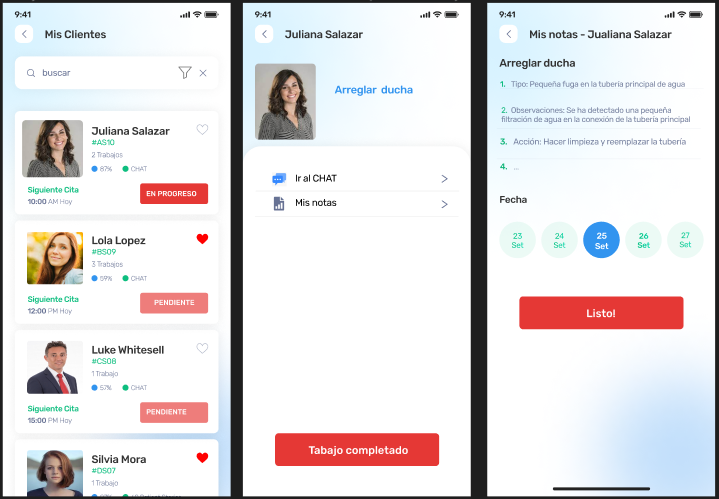 9:41
Mis Clientes
buscar
Juliana Salazar
#AS10
2 Trabajos
87% CHAT
Siguiente Cita
10:00 AM Hoy
EN PROGRESO
Lola Lopez
#BS09
3 Trabajos
59% CHAT
Siguiente Cita
12:00 PM Hoy
PENDIENTE
Luke Whitesell
#CS08
1 Trabajo
57% CHAT
Siguiente Cita
15:00 PM Hoy
PENDIENTE
Silvia Mora
#DS07
1 Trabajo
9:41
Juliana Salazar
Arreglar ducha
Ir al CHAT
Mis notas
Tabajo completado
9:41
Mis notas - Jualiana Salazar
Arreglar ducha
1. Tipo: Pequeña fuga en la tubería principal de agua
2. Observaciones: Se ha detectado una pequeña
filtración de agua en la conexión de la tubería principal
3. Acción: Hacer limpieza y reemplazar la tubería
4. ...
Fecha
23 24 25 26 27
Set Set Set Set Set
Listo!